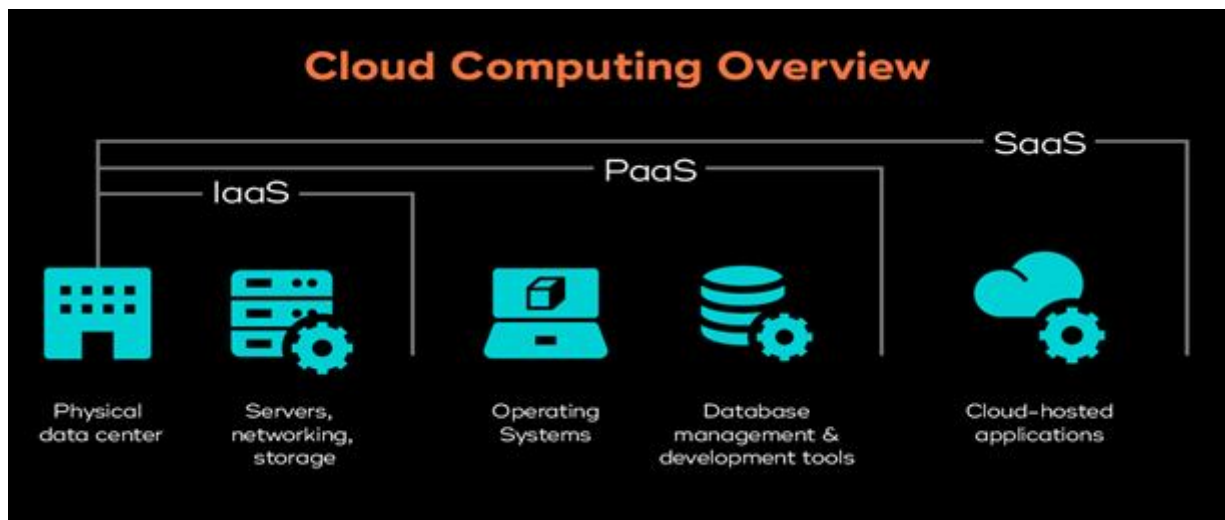 Cloud Computing Overview
SaaS
PaaS
IaaS
Physical
data center
Servers,
networking,
storage
Operating
Systems
Database
management &
development tools
Cloud-hosted
applications